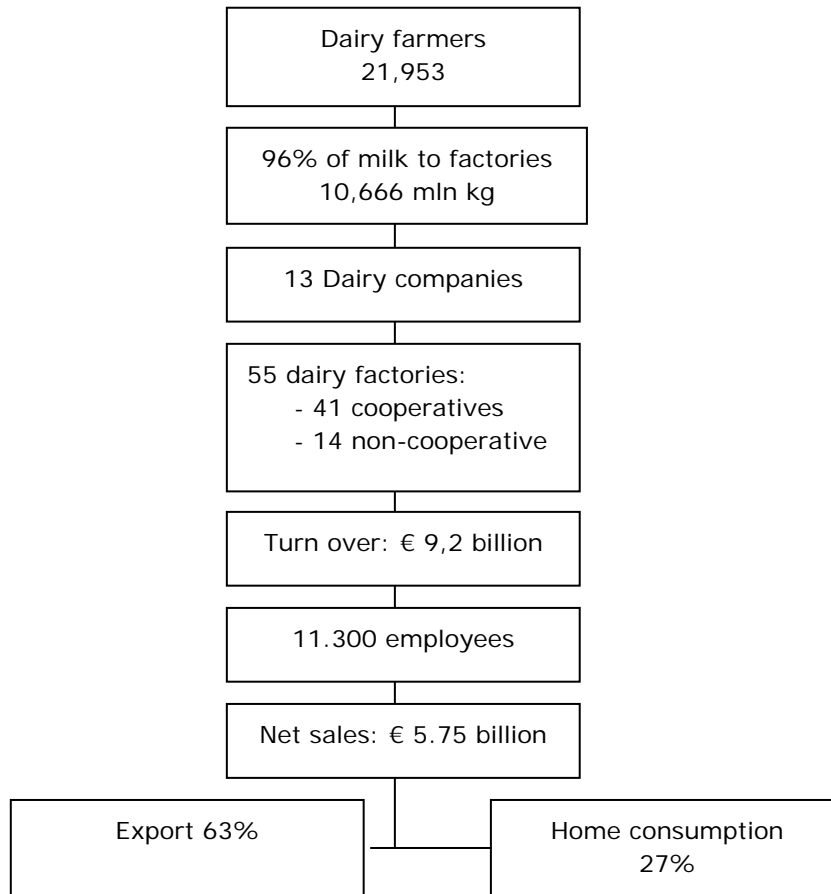 Dairy farmers
21,953
96% of milk to factories
10,666 mln kg
13 Dairy companies
55 dairy factories:
- 41 cooperatives
- 14 non-cooperative
Turn over: € 9,2 billion
11.300 employees
Net sales: € 5.75 billion
Export 63%
Home consumption
27%